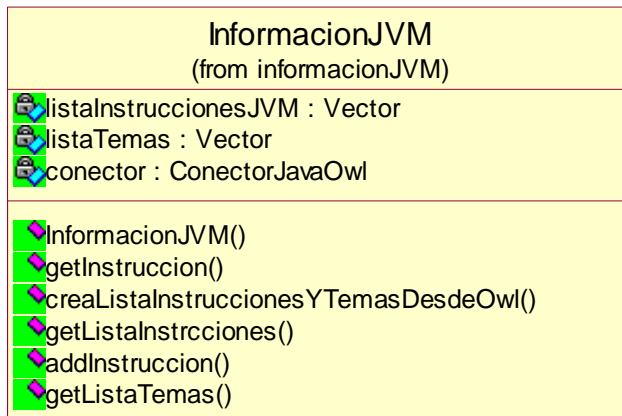 InformacionJVM
(from informacionJVM)
listaInstruccionesJVM : Vector
listaTemas : Vector
conector : ConectorJavaOwl
InformacionJVM()
getInstruccion()
creaListaInstruccionesYTemasDesdeOwl()
getListaInstrcciones()
addInstruccion()
getListaTemas()